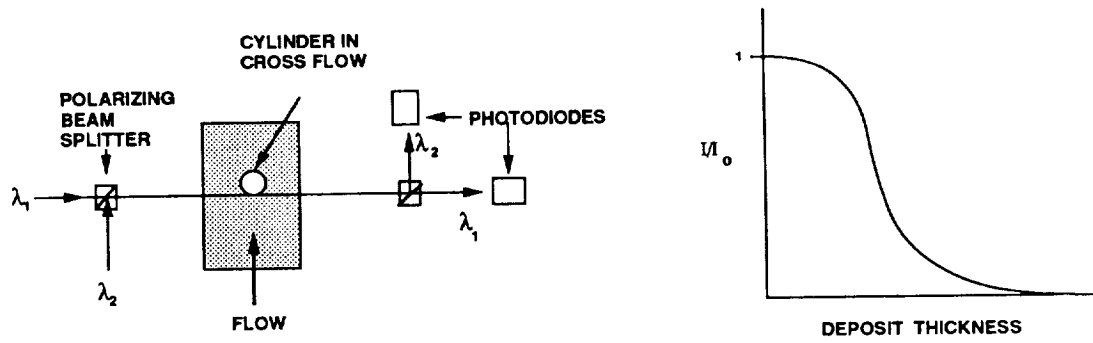 CYLINDER IN
CROSS FLOW
POLARIZING
BEAM
SPLITTER
PHOTODIODES
λ₂
λ₁
λ₁
λ₂
FLOW
1
I/I₀
DEPOSIT THICKNESS